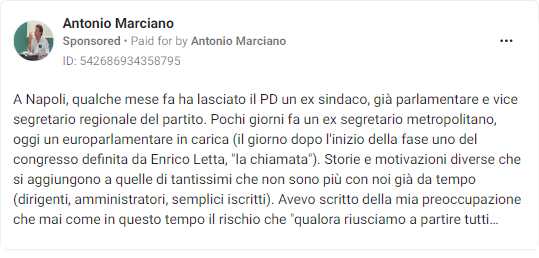 Antonio Marciano
Sponsored • Paid for by Antonio Marciano
ID: 542686934358795
A Napoli, qualche mese fa ha lasciato il PD un ex sindaco, già parlamentare e vice
segretario regionale del partito. Pochi giorni fa un ex segretario metropolitano,
oggi un europarlamentare in carica (il giorno dopo l'inizio della fase uno del
congresso definita da Enrico Letta, "la chiamata"). Storie e motivazioni diverse che
si aggiungono a quelle di tantissimi che non sono più con noi già da tempo
(dirigenti, amministratori, semplici iscritti). Avevo scritto della mia preoccupazione
che mai come in questo tempo il rischio che "qualora riusciamo a partire tutti...